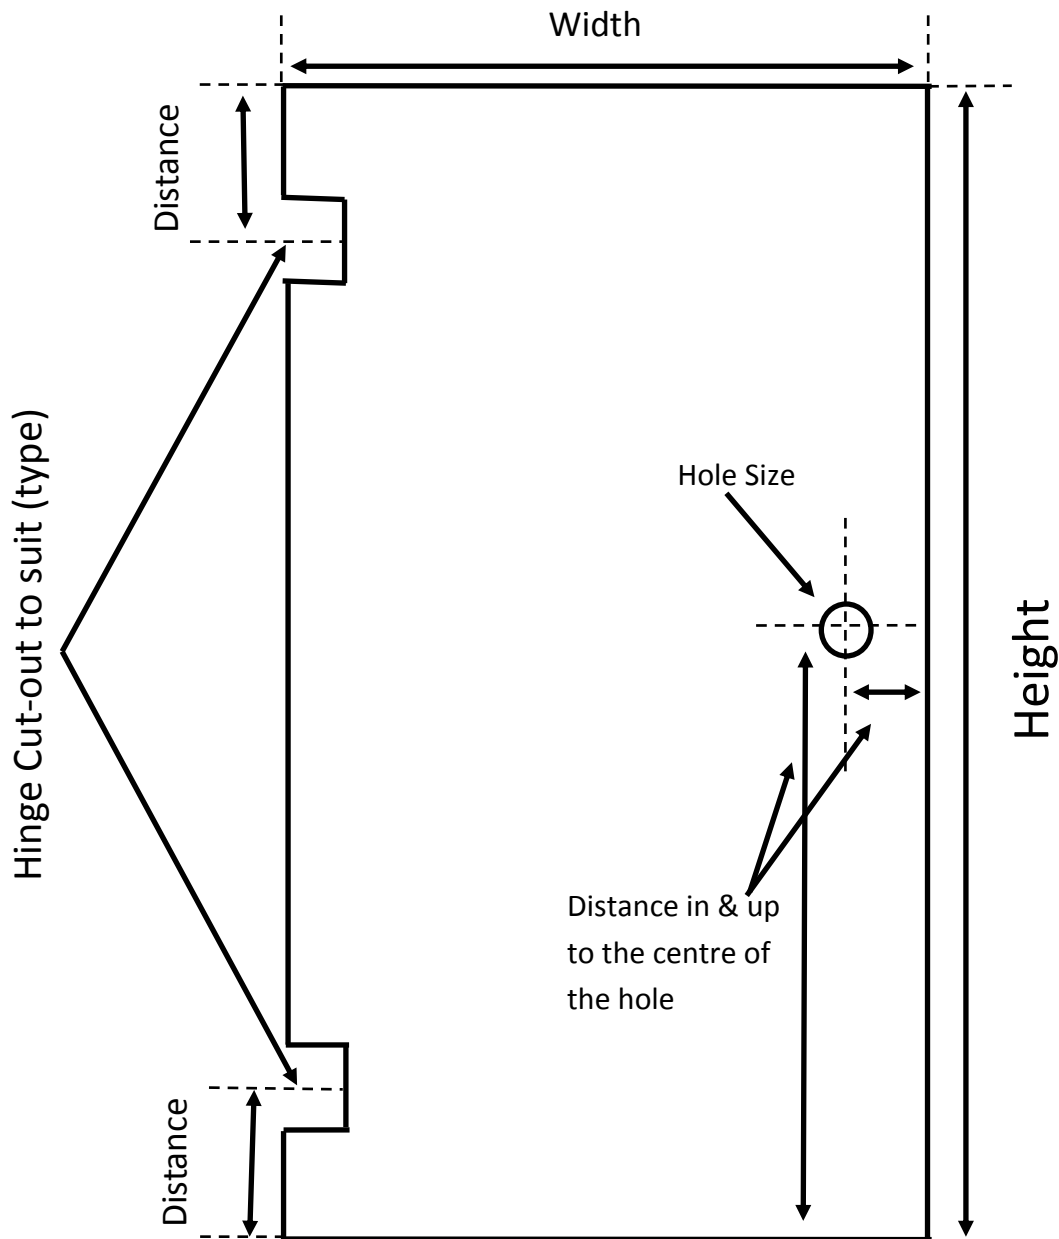 Width
Distance
Hinge Cut-out to suit (type)
Hole Size
Height
Distance in & up
to the centre of
the hole
Distance